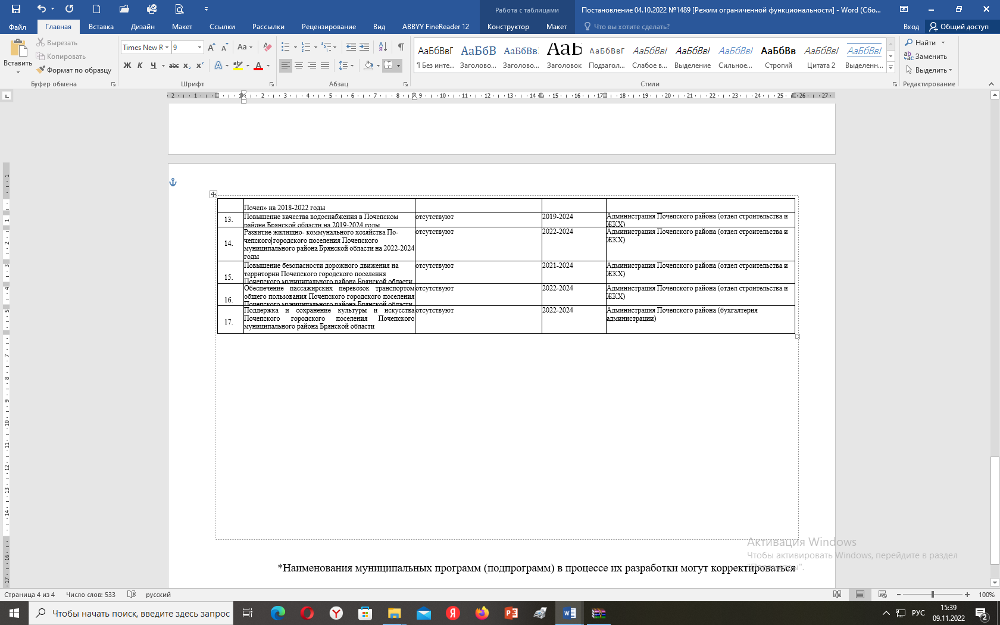 Работа с таблицами
Постановление 04.10.2022 №1489 [Режим ограниченной функциональности] - Word (Сбо...
Файл Главная Вставка Дизайн Макет Ссылки Рассылки Рецензирование Вид ABBYY FineReader 12 Конструктор Макет Что вы хотите сделать? Вход Общий доступ
Вставить
Вырезать
Копировать
Формат по образцу
Буфер обмена
Times New R 9
Aa
Ж К Ч abc x₂ x²
Шрифт
Абзац
АаБбВвГ АаБбВ АаБбВв АаБ АаБбВвГ АаБбВвІ АаБбВвІ АаБбВвІ АаБбВв АаБбВвІ АаБбВвІ
¶ Без инте... Заголово... Заголово... Заголовок Подзагол... Слабое в... Выделение Сильное... Строгий Цитата 2 Выделенн...
Стили
Найти
Заменить
Выделить
Редактирование
2 1 1 2 3 4 5 6 7 8 9 10 11 12 13 14 15 16 17 18 19 20 21 22 23 24 25 26 27
Почеп» на 2018-2022 годы
13. Повышение качества водоснабжения в Почепском отсутствуют 2019-2024 Администрация Почепского района (отдел строительства и
районе Брянской области на 2019-2024 годы ЖКХ)
14. Развитие жилищно- коммунального хозяйства По- отсутствуют 2022-2024 Администрация Почепского района (отдел строительства и
чепского городского поселения Почепского ЖКХ)
муниципального района Брянской области на 2022-2024
годы
15. Повышение безопасности дорожного движения на отсутствуют 2021-2024 Администрация Почепского района (отдел строительства и
территории Почепского городского поселения ЖКХ)
Почепского муниципального района Брянской области
16. Обеспечение пассажирских перевозок транспортом отсутствуют 2022-2024 Администрация Почепского района (отдел строительства и
общего пользования Почепского городского поселения ЖКХ)
Почепского муниципального района Брянской области
17. Поддержка и сохранение культуры и искусства отсутствуют 2022-2024 Администрация Почепского района (бухгалтерия
Почепского городского поселения Почепского администрации)
муниципального района Брянской области
*Наименования муниципальных программ (подпрограмм) в процессе их разработки могут корректироваться
Активация Windows
Чтобы активировать Windows, перейдите в раздел
"Параметры".
Страница 4 из 4 Число слов: 533 русский 100%
Чтобы начать поиск, введите здесь запрос
РУС
15:39
09.11.2022
2